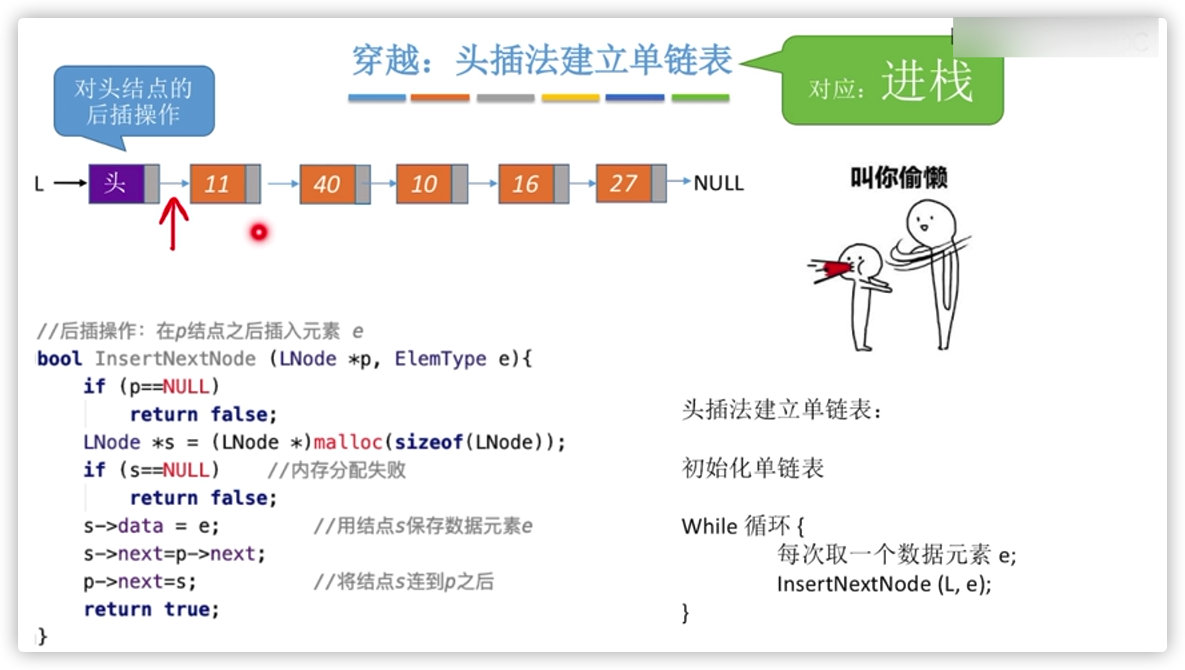 穿越：头插法建立单链表
对应：进栈
对头结点的
后插操作
L 头 11 40 10 16 27 NULL
叫你偷懒
//后插操作：在p结点之后插入元素 e
bool InsertNextNode (LNode *p, ElemType e){
if (p==NULL)
return false;
LNode *s = (LNode *)malloc(sizeof(LNode));
if (s==NULL) //内存分配失败
return false;
s->data = e; //用结点s保存数据元素e
s->next=p->next;
p->next=s; //将结点s连到p之后
return true;
}
头插法建立单链表：
初始化单链表
While 循环 {
每次取一个数据元素 e;
InsertNextNode (L, e);
}